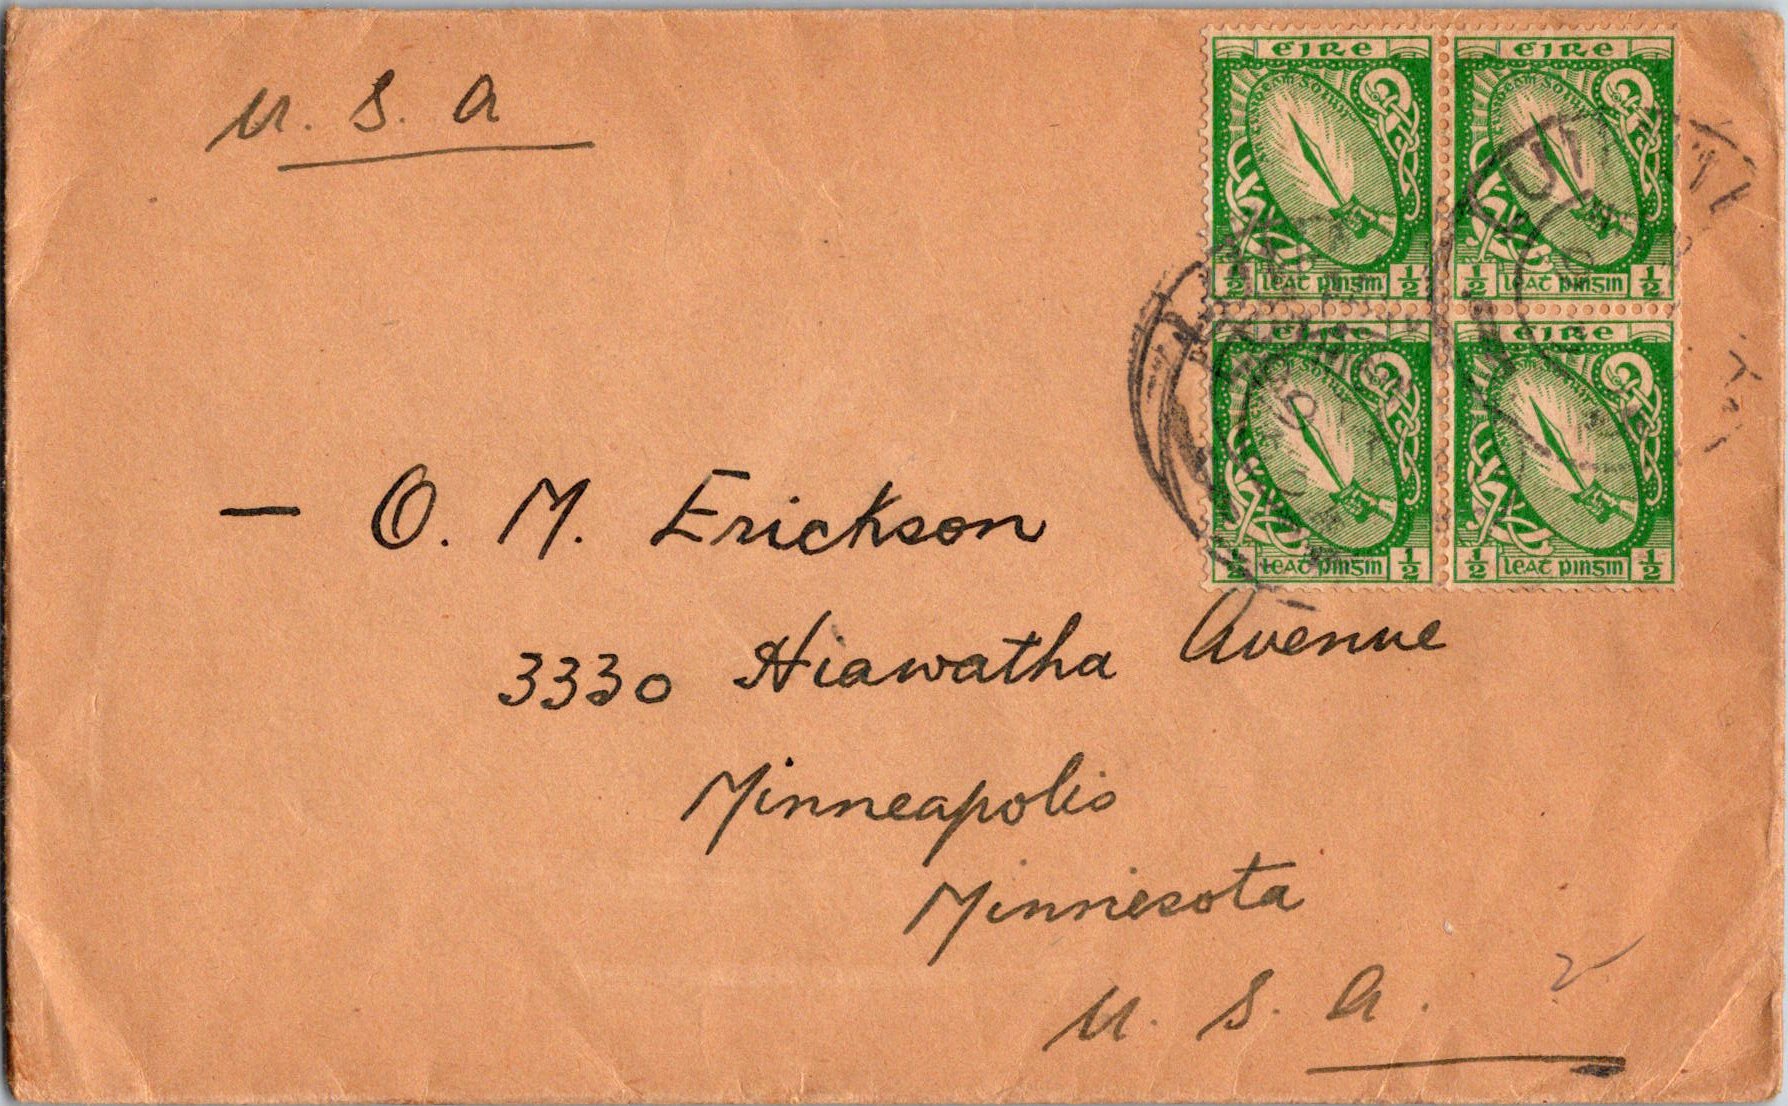 U. S. A
ÉIRE ÉIRE
½ leat pingin ½ ½ leat pingin ½
ÉIRE ÉIRE
½ leat pingin ½ ½ leat pingin ½
— O. M. Erickson
3330 Hiawatha Avenue
Minneapolis
Minnesota
U. S. A.
2